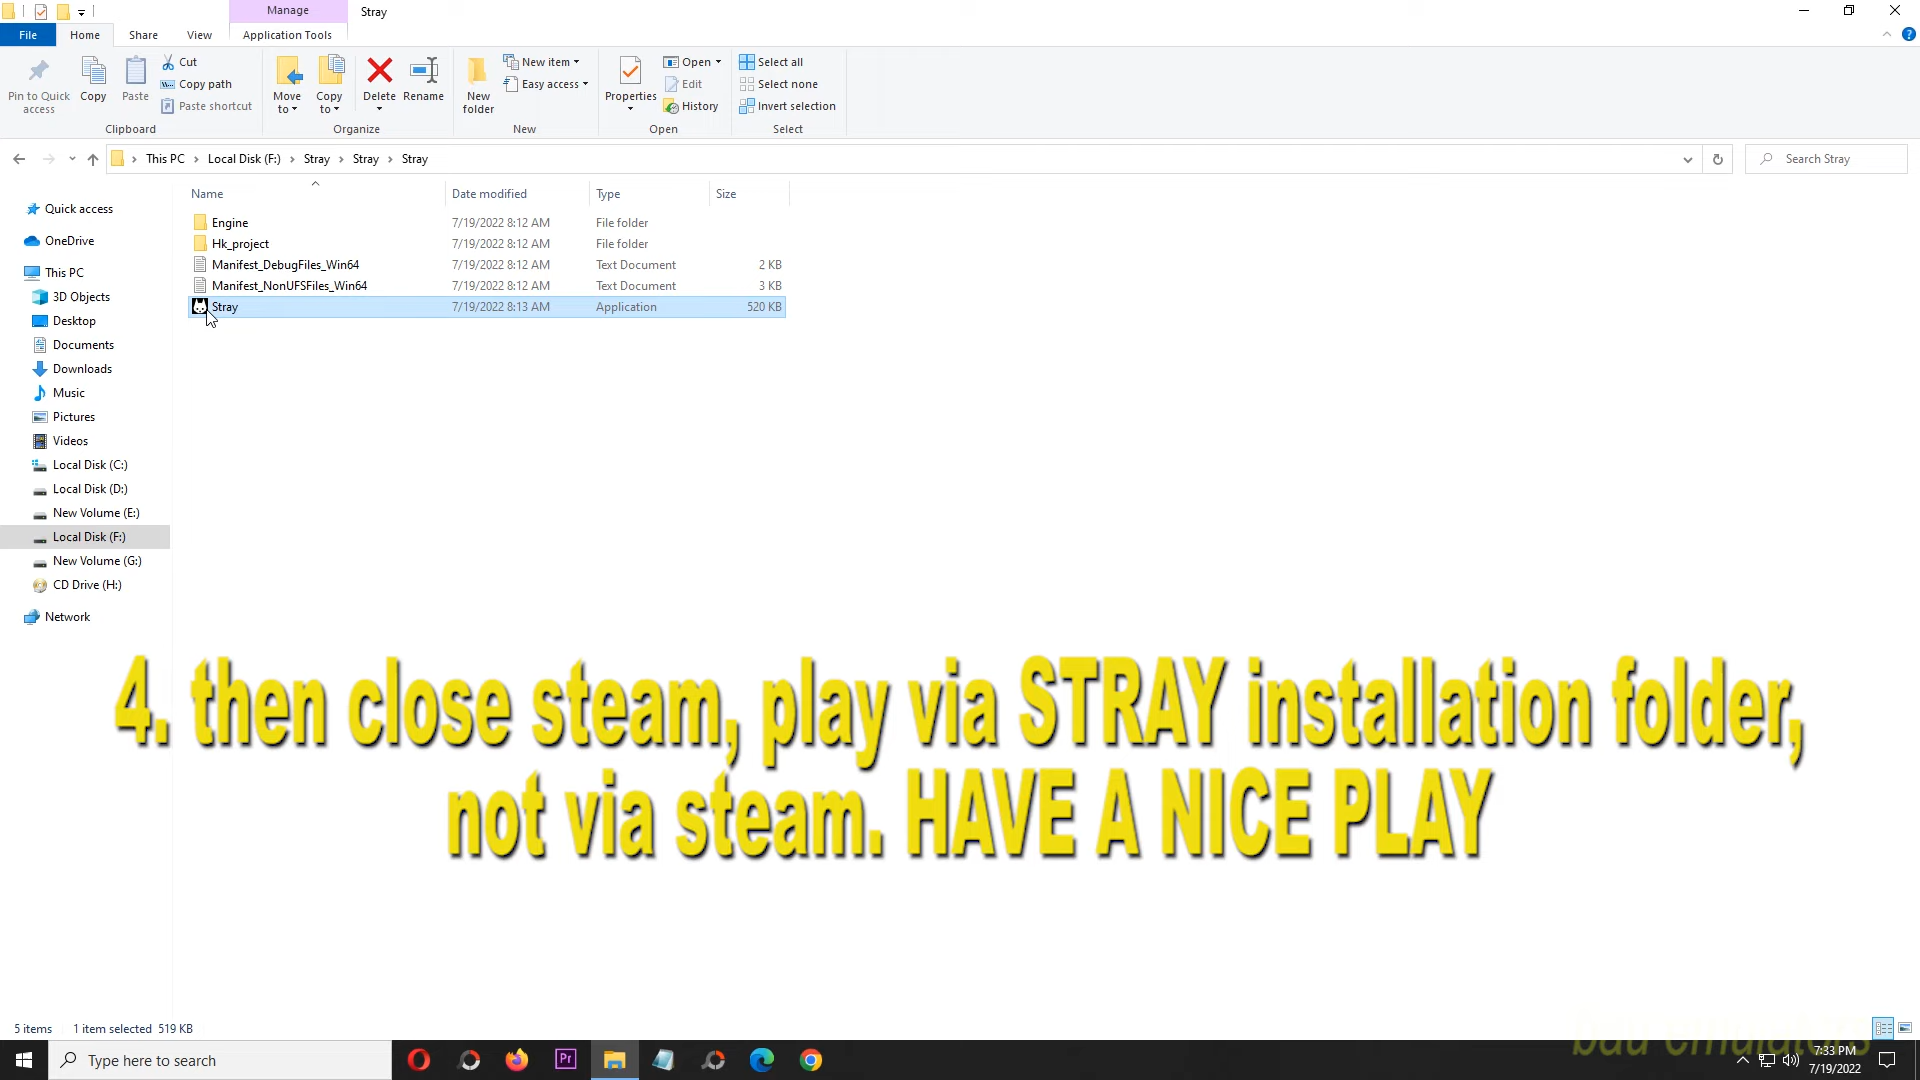 Manage
Stray
File
Home
Share
View
Application Tools
Pin to Quick access
Copy
Paste
Cut
Copy path
Paste shortcut
Clipboard
Move to
Copy to
Delete
Rename
Organize
New folder
New item
Easy access
New
Properties
Open
Edit
History
Open
Select all
Select none
Invert selection
Select
This PC > Local Disk (F:) > Stray > Stray > Stray
Search Stray
Quick access
OneDrive
This PC
3D Objects
Desktop
Documents
Downloads
Music
Pictures
Videos
Local Disk (C:)
Local Disk (D:)
New Volume (E:)
Local Disk (F:)
New Volume (G:)
CD Drive (H:)
Network
Name Date modified Type Size
Engine 7/19/2022 8:12 AM File folder
Hk_project 7/19/2022 8:12 AM File folder
Manifest_DebugFiles_Win64 7/19/2022 8:12 AM Text Document 2 KB
Manifest_NonUFSFiles_Win64 7/19/2022 8:12 AM Text Document 3 KB
Stray 7/19/2022 8:13 AM Application 520 KB
4. then close steam, play via STRAY installation folder,
not via steam. HAVE A NICE PLAY
5 items 1 item selected 519 KB
bad emulators
Type here to search
Pr
7:33 PM
7/19/2022